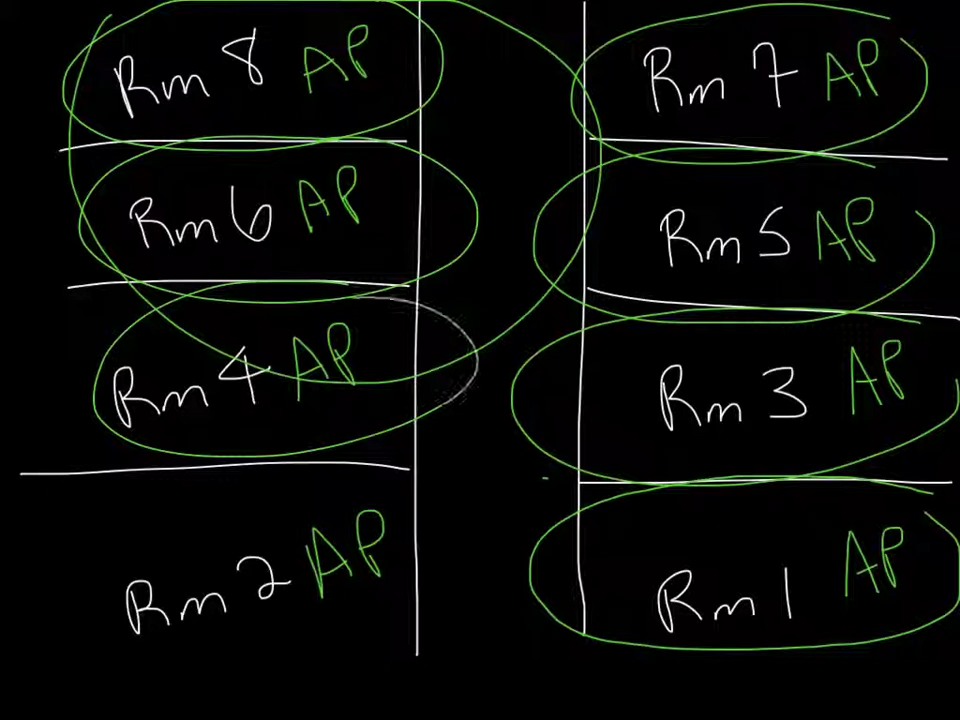 Rm 8 AP
Rm 7 AP
Rm 6 AP
Rm 5 AP
Rm 4 AP
Rm 3 AP
Rm 2 AP
Rm 1 AP